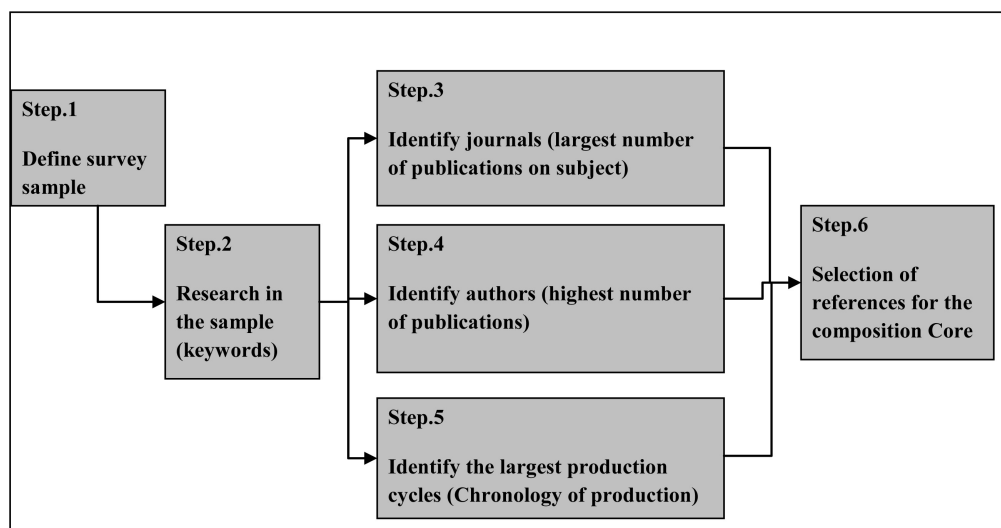 Step.1
Define survey
sample
Step.2
Research in
the sample
(keywords)
Step.3
Identify journals (largest number
of publications on subject)
Step.4
Identify authors (highest number
of publications)
Step.5
Identify the largest production
cycles (Chronology of production)
Step.6
Selection of
references for the
composition Core